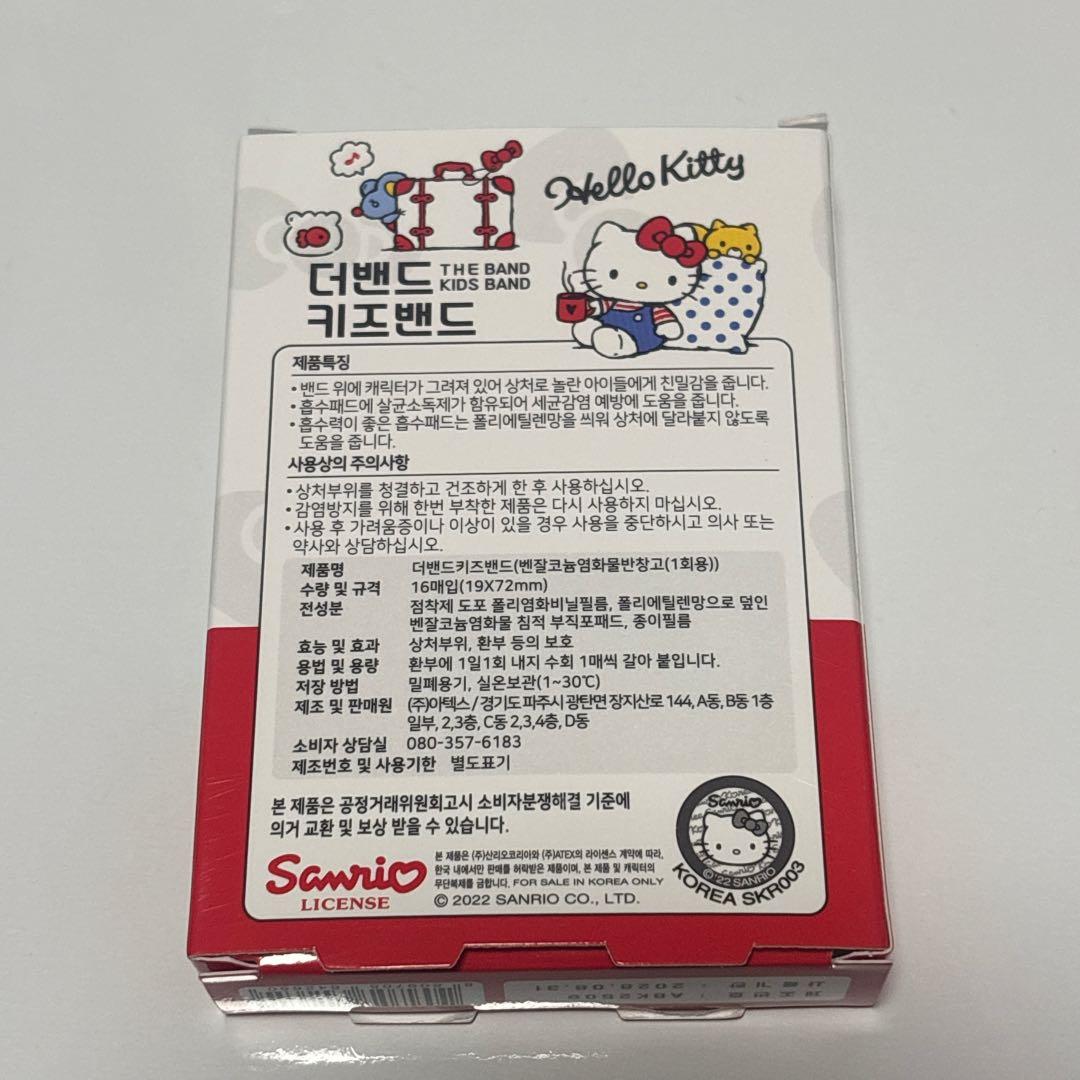 Hello Kitty
더밴드 THE BAND
키즈밴드 KIDS BAND
제품특징
• 밴드 위에 캐릭터가 그려져 있어 상처로 놀란 아이들에게 친밀감을 줍니다.
• 흡수패드에 살균소독제가 함유되어 세균감염 예방에 도움을 줍니다.
• 흡수력이 좋은 흡수패드는 폴리에틸렌망을 씌워 상처에 달라붙지 않도록
도움을 줍니다.
사용상의 주의사항
• 상처부위를 청결하고 건조하게 한 후 사용하십시오.
• 감염방지를 위해 한번 부착한 제품은 다시 사용하지 마십시오.
• 사용 후 가려움증이나 이상이 있을 경우 사용을 중단하시고 의사 또는
약사와 상담하십시오.
제품명 더밴드키즈밴드(벤잘코늄염화물반창고(1회용))
수량 및 규격 16매입(19X72mm)
전성분 점착제 도포 폴리염화비닐필름, 폴리에틸렌망으로 덮인
벤잘코늄염화물 침적 부직포패드, 종이필름
효능 및 효과 상처부위, 환부 등의 보호
용법 및 용량 환부에 1일1회 내지 수회 1매씩 갈아 붙입니다.
저장 방법 밀폐용기, 실온보관(1~30℃)
제조 및 판매원 (주)아텍스 / 경기도 파주시 광탄면 장지산로 144, A동, B동 1층
일부, 2,3층, C동 2,3,4층, D동
소비자 상담실 080-357-6183
제조번호 및 사용기한 별도표기
본 제품은 공정거래위원회고시 소비자분쟁해결 기준에
의거 교환 및 보상 받을 수 있습니다.
Sanrio
LICENSE
본 제품은 (주)산리오코리아와 (주)ATEX의 라이센스 계약에 따라,
한국 내에서만 판매를 허락받은 제품이며, 본 제품 및 캐릭터의
무단복제를 금합니다. FOR SALE IN KOREA ONLY
© 2022 SANRIO CO., LTD.
Sanrio
©'22 SANRIO
KOREA SKR003
제조번호 : ABK2509
사용기한 : 2028.08.31